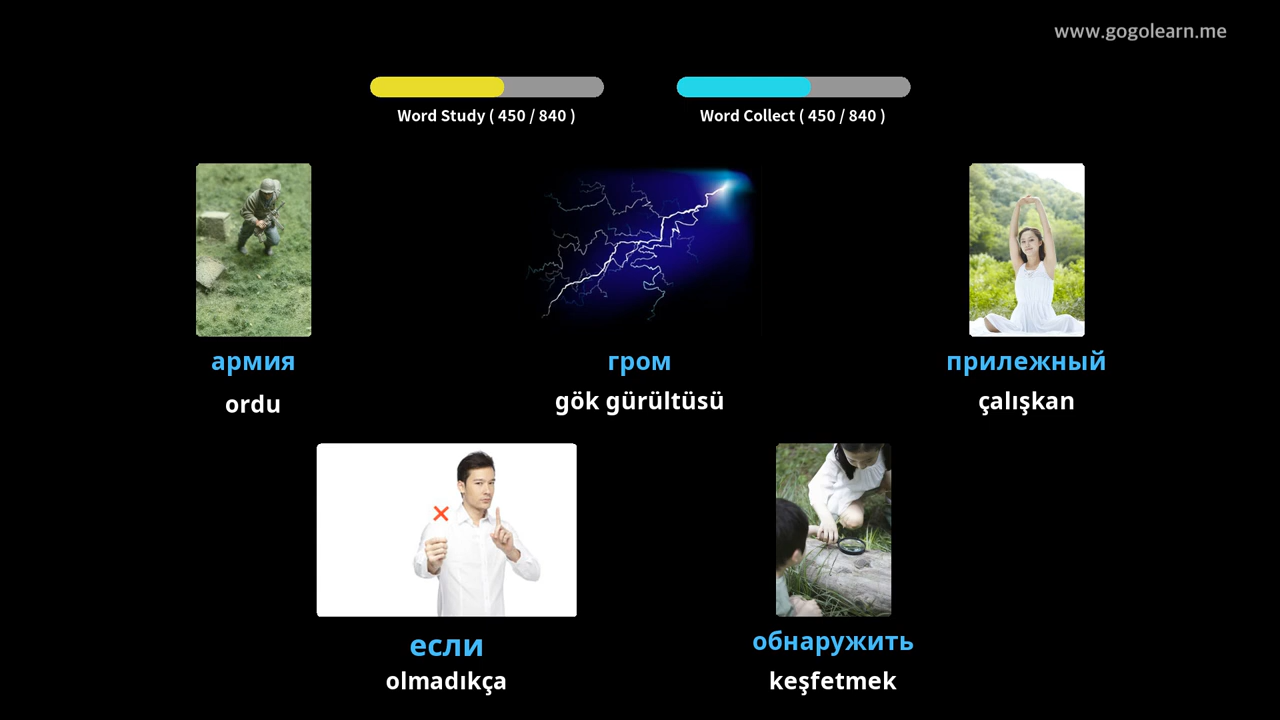 www.gogolearn.me
Word Study ( 450 / 840 )
Word Collect ( 450 / 840 )
армия
ordu
гром
gök gürültüsü
прилежный
çalışkan
если
olmadıkça
обнаружить
keşfetmek